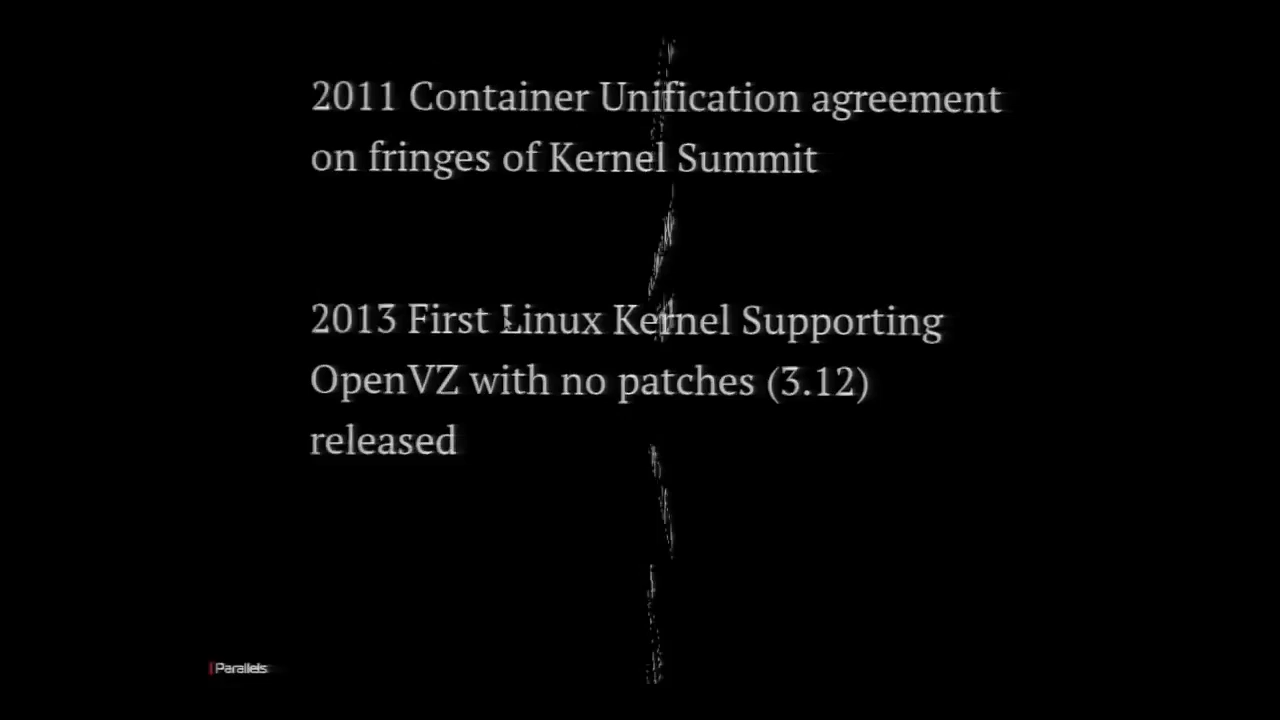 2011 Container Unification agreement
on fringes of Kernel Summit
2013 First Linux Kernel Supporting
OpenVZ with no patches (3.12)
released
Parallels